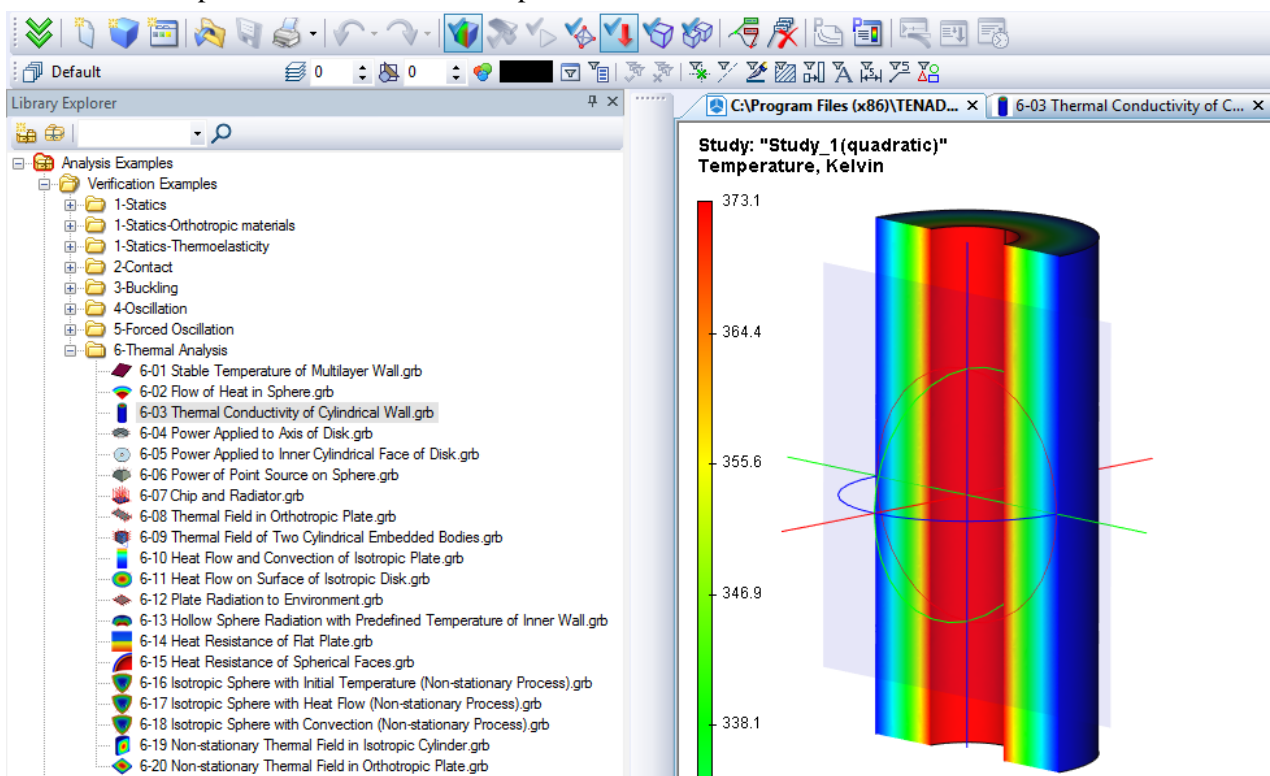 Default
0
0
Library Explorer
Analysis Examples
Verification Examples
1-Statics
1-Statics-Orthotropic materials
1-Statics-Thermoelasticity
2-Contact
3-Buckling
4-Oscillation
5-Forced Oscillation
6-Thermal Analysis
6-01 Stable Temperature of Multilayer Wall.grb
6-02 Flow of Heat in Sphere.grb
6-03 Thermal Conductivity of Cylindrical Wall.grb
6-04 Power Applied to Axis of Disk.grb
6-05 Power Applied to Inner Cylindrical Face of Disk.grb
6-06 Power of Point Source on Sphere.grb
6-07 Chip and Radiator.grb
6-08 Thermal Field in Orthotropic Plate.grb
6-09 Thermal Field of Two Cylindrical Embedded Bodies.grb
6-10 Heat Flow and Convection of Isotropic Plate.grb
6-11 Heat Flow on Surface of Isotropic Disk.grb
6-12 Plate Radiation to Environment.grb
6-13 Hollow Sphere Radiation with Predefined Temperature of Inner Wall.grb
6-14 Heat Resistance of Flat Plate.grb
6-15 Heat Resistance of Spherical Faces.grb
6-16 Isotropic Sphere with Initial Temperature (Non-stationary Process).grb
6-17 Isotropic Sphere with Heat Flow (Non-stationary Process).grb
6-18 Isotropic Sphere with Convection (Non-stationary Process).grb
6-19 Non-stationary Thermal Field in Isotropic Cylinder.grb
6-20 Non-stationary Thermal Field in Orthotropic Plate.grb
C:\Program Files (x86)\TENAD...
6-03 Thermal Conductivity of C...
Study: "Study_1(quadratic)"
Temperature, Kelvin
373.1
364.4
355.6
346.9
338.1